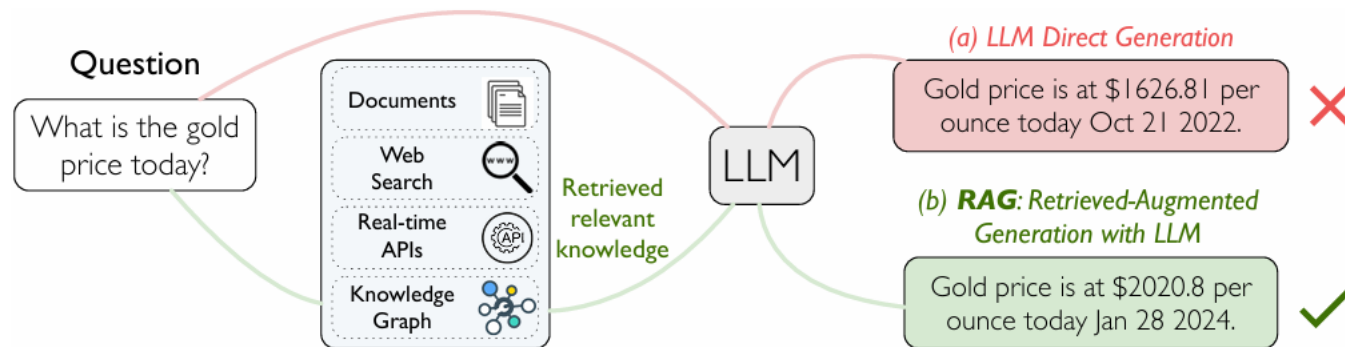 Question
What is the gold
price today?
Documents
Web
Search
www
Real-time
APIs
API
Knowledge
Graph
Retrieved
relevant
knowledge
LLM
(a) LLM Direct Generation
Gold price is at $1626.81 per
ounce today Oct 21 2022.
(b) RAG: Retrieved-Augmented
Generation with LLM
Gold price is at $2020.8 per
ounce today Jan 28 2024.